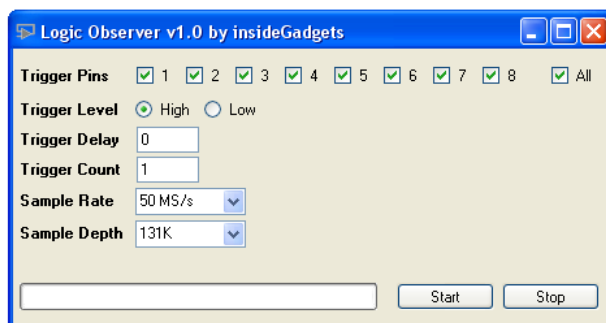 Logic Observer v1.0 by insideGadgets
Trigger Pins 1 2 3 4 5 6 7 8 All
Trigger Level High Low
Trigger Delay 0
Trigger Count 1
Sample Rate 50 MS/s
Sample Depth 131K
Start Stop